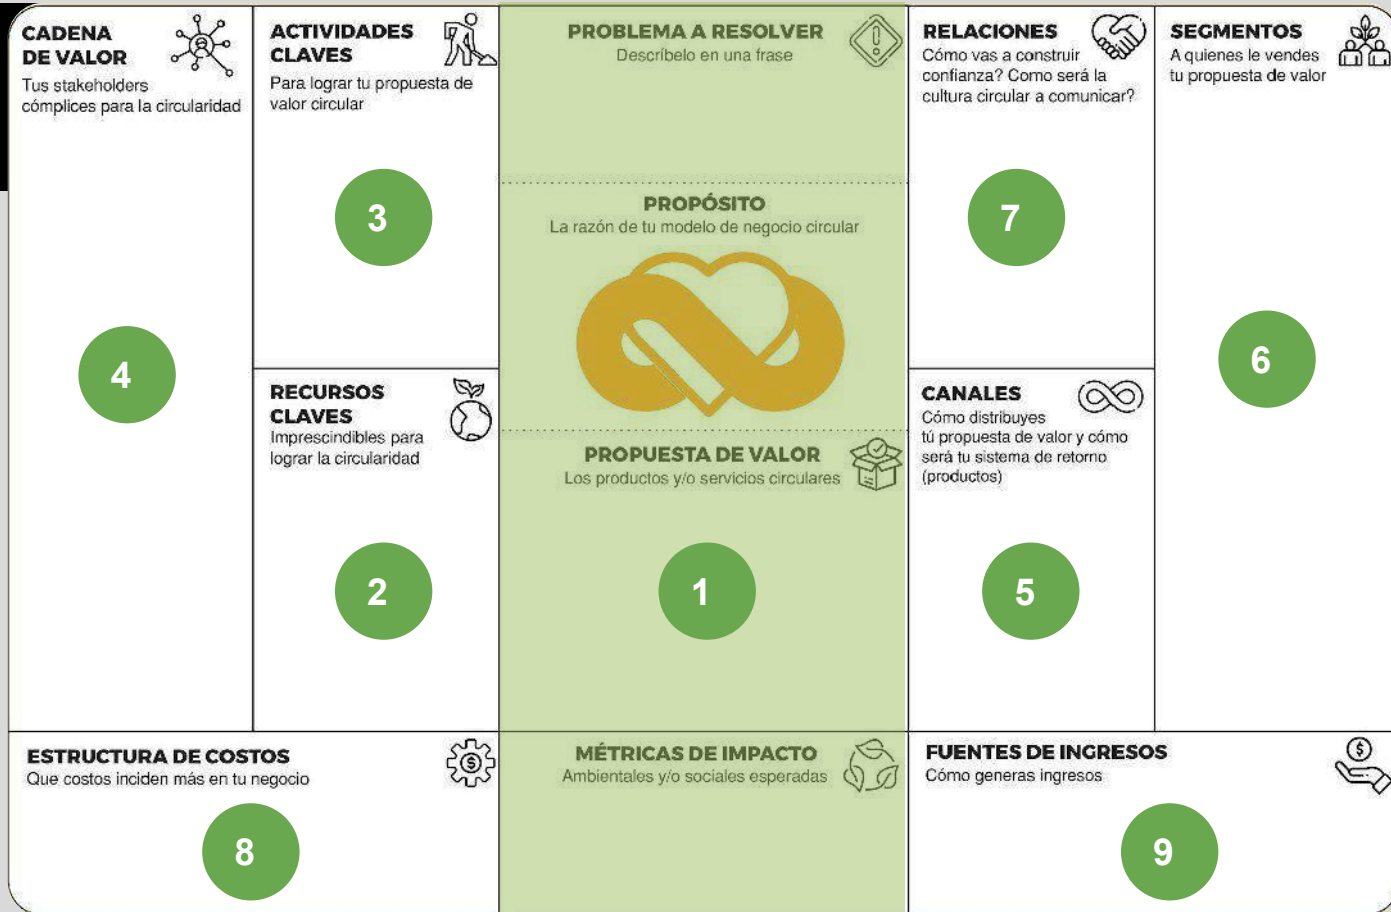 CADENA
DE VALOR
Tus stakeholders
cómplices para la circularidad
4
ACTIVIDADES
CLAVES
Para lograr tu propuesta de
valor circular
3
RECURSOS
CLAVES
Imprescindibles para
lograr la circularidad
2
PROBLEMA A RESOLVER
Descríbelo en una frase
PROPÓSITO
La razón de tu modelo de negocio circular
PROPUESTA DE VALOR
Los productos y/o servicios circulares
1
RELACIONES
Cómo vas a construir
confianza? Como será la
cultura circular a comunicar?
7
CANALES
Cómo distribuyes
tú propuesta de valor y cómo
será tu sistema de retorno
(productos)
5
SEGMENTOS
A quienes le vendes
tu propuesta de valor
6
ESTRUCTURA DE COSTOS
Que costos inciden más en tu negocio
8
MÉTRICAS DE IMPACTO
Ambientales y/o sociales esperadas
FUENTES DE INGRESOS
Cómo generas ingresos
9